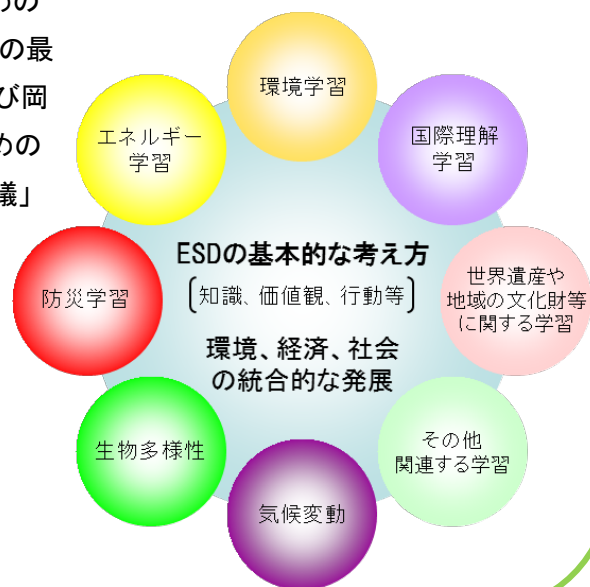 の最
び岡
めの
議」
環境学習
国際理解
学習
世界遺産や
地域の文化財等
に関する学習
その他
関連する学習
気候変動
生物多様性
防災学習
エネルギー
学習
ESDの基本的な考え方
[知識、価値観、行動等]
環境、経済、社会
の統合的な発展